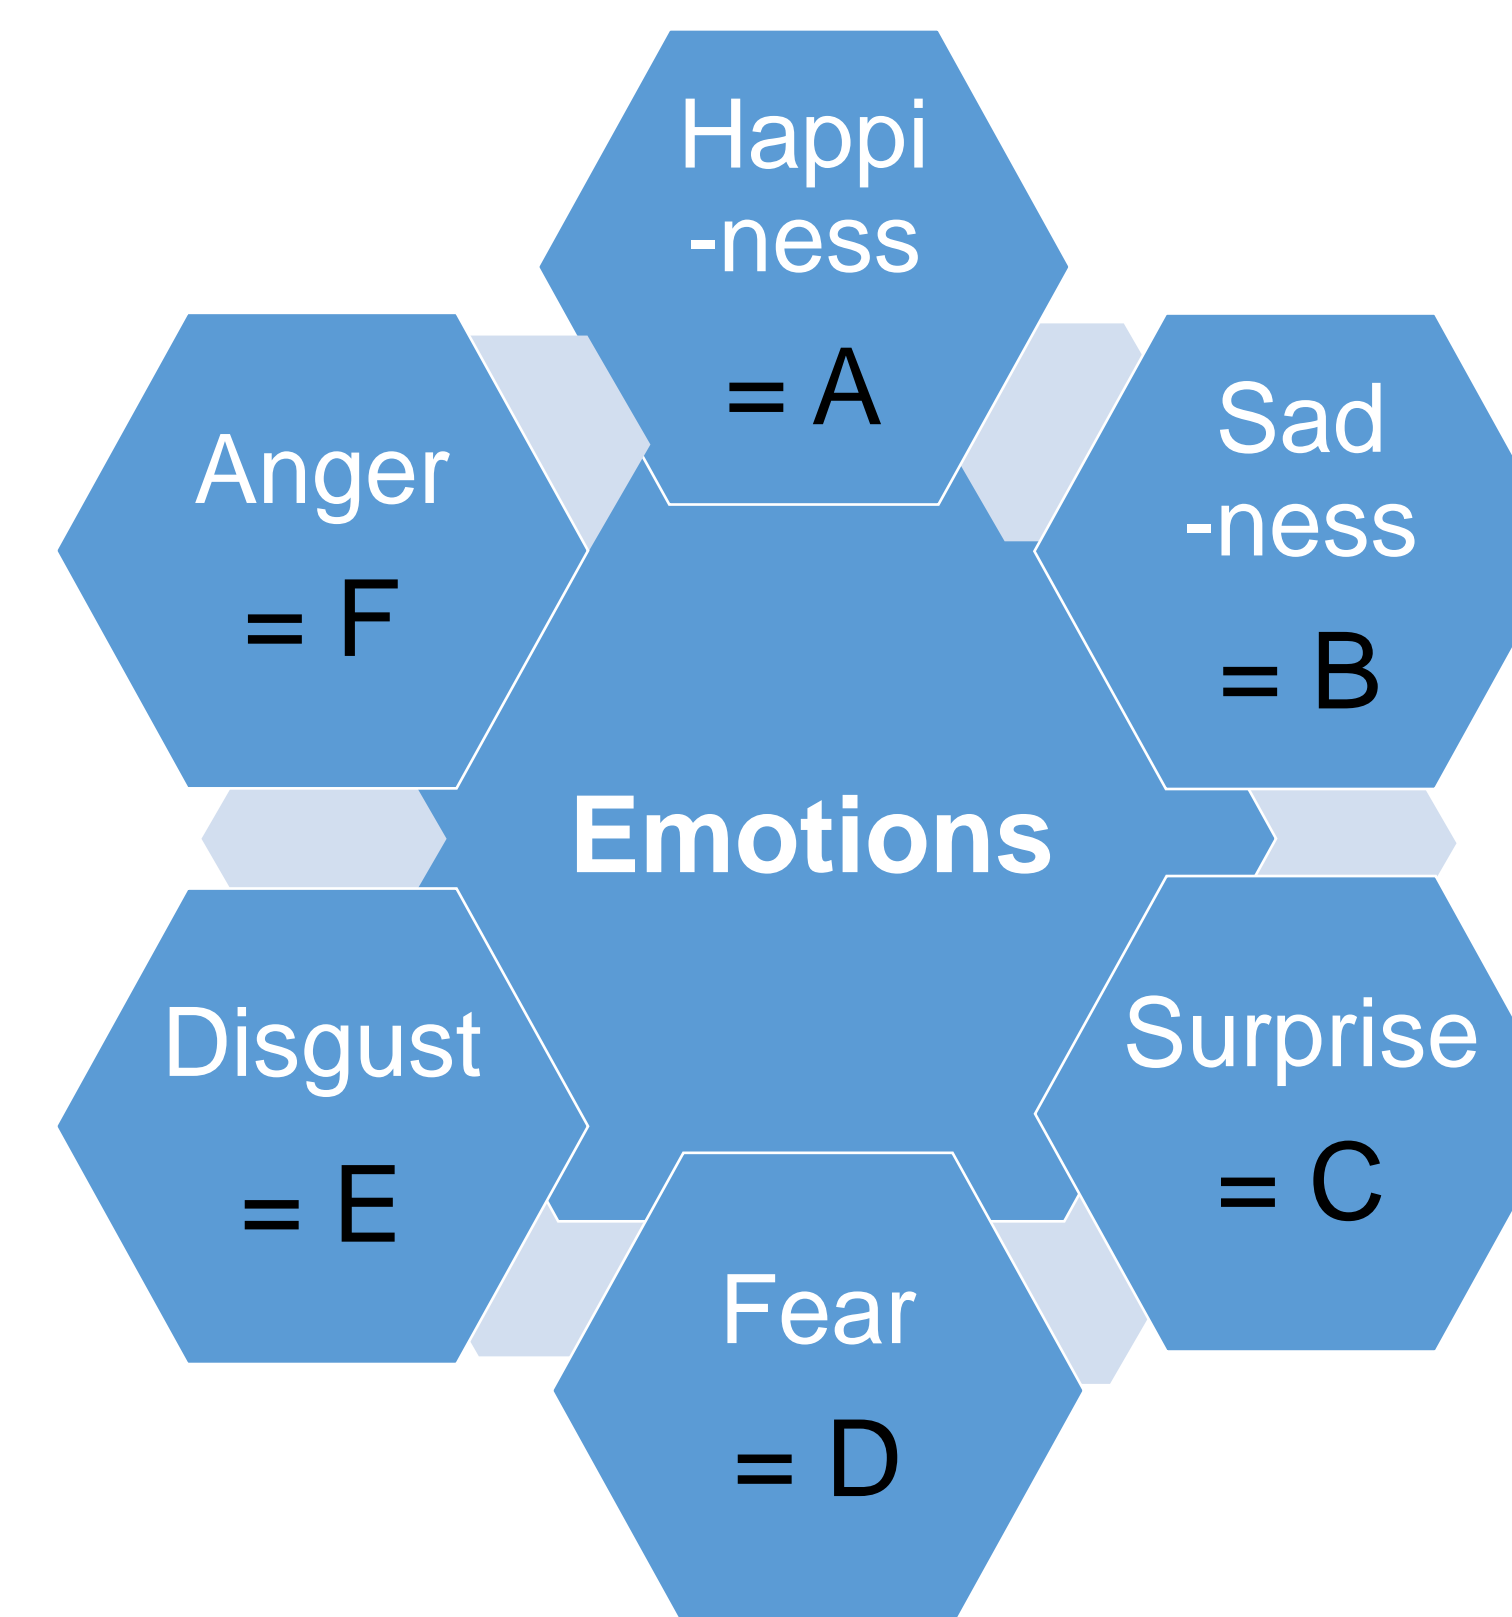 Happi
-ness
= A
Sad
-ness
= B
Surprise
= C
Fear
= D
Disgust
= E
Anger
= F
Emotions